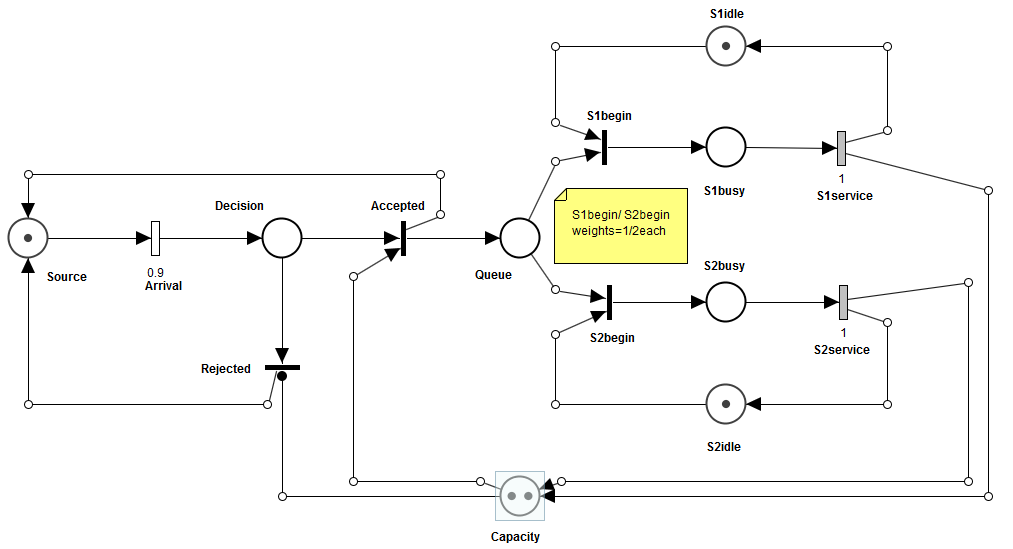 S1idle
S1begin
S1busy
1
S1service
Decision
Accepted
S1begin/ S2begin
weights=1/2each
Source
0.9
Arrival
Queue
S2busy
S2begin
1
S2service
Rejected
S2idle
Capacity